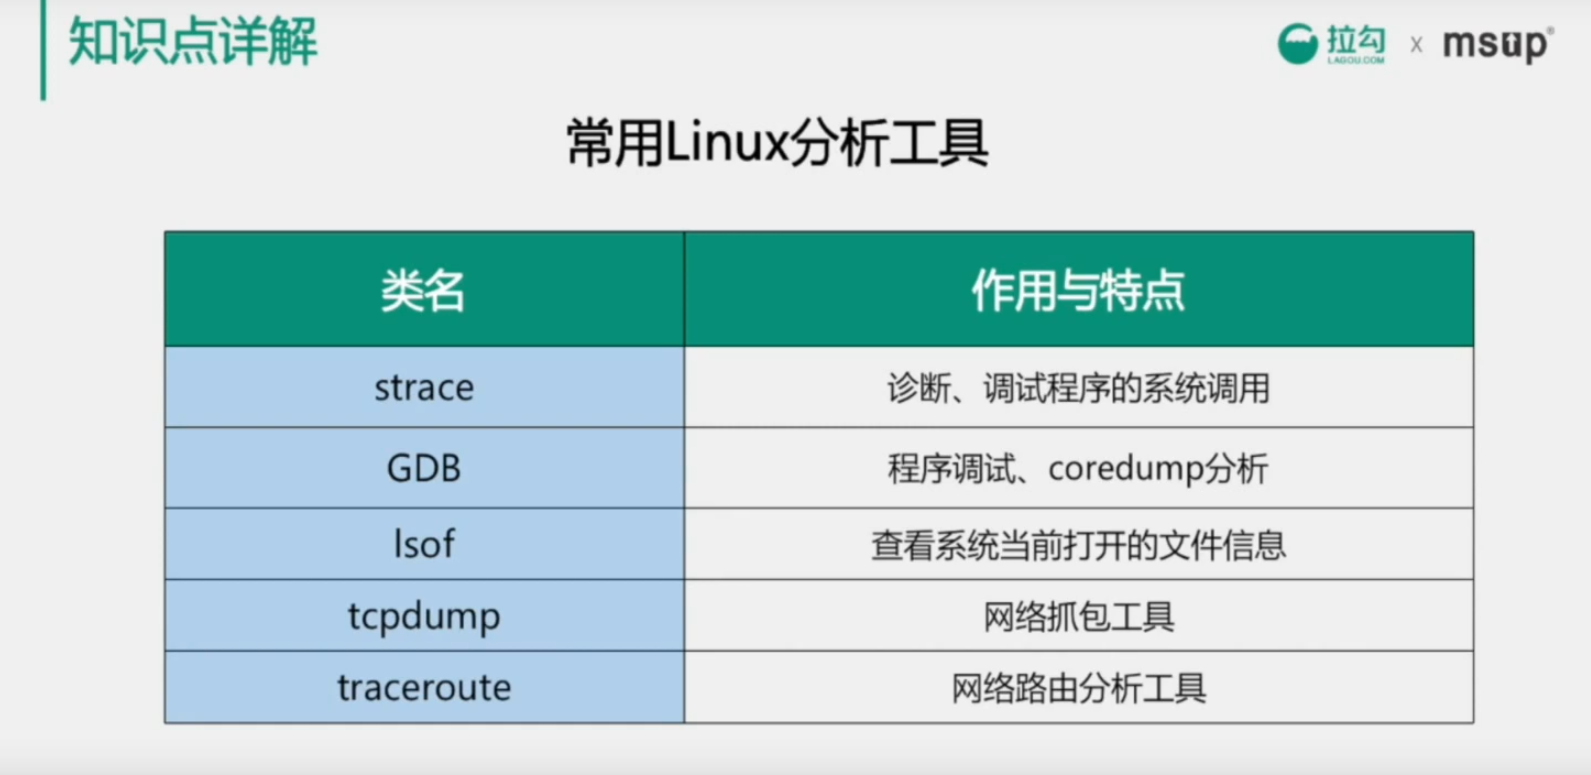 知识点详解
拉勾 x msup®
LAGOU.COM
常用Linux分析工具
类名 作用与特点
strace 诊断、调试程序的系统调用
GDB 程序调试、coredump分析
lsof 查看系统当前打开的文件信息
tcpdump 网络抓包工具
traceroute 网络路由分析工具